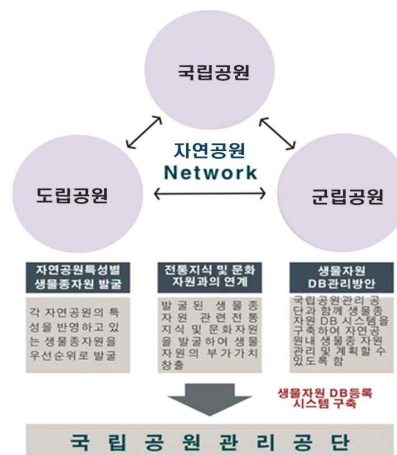 국립공원
자연공원
Network
도립공원
군립공원
자연공원특성별
생물종자원 발굴
각 자연공원의 특
성을 반영하고 있
는 생물종자원을
우선순위로 발굴
전통지식 및 문화
자원과의 연계
발굴된 생물종
자원 관련전통
지식 및 문화자원
을 발굴하여 생물
자원의 부가가치
창출
생물자원
DB관리방안
국립공원관리 공
단과 함께 생물종
자원 DB 시스템을
구축하여 자연공
원내 생물종 자원
관리 및 계획할 수
있도록 함
생물자원 DB등록
시스템 구축
국 립 공 원 관 리 공 단